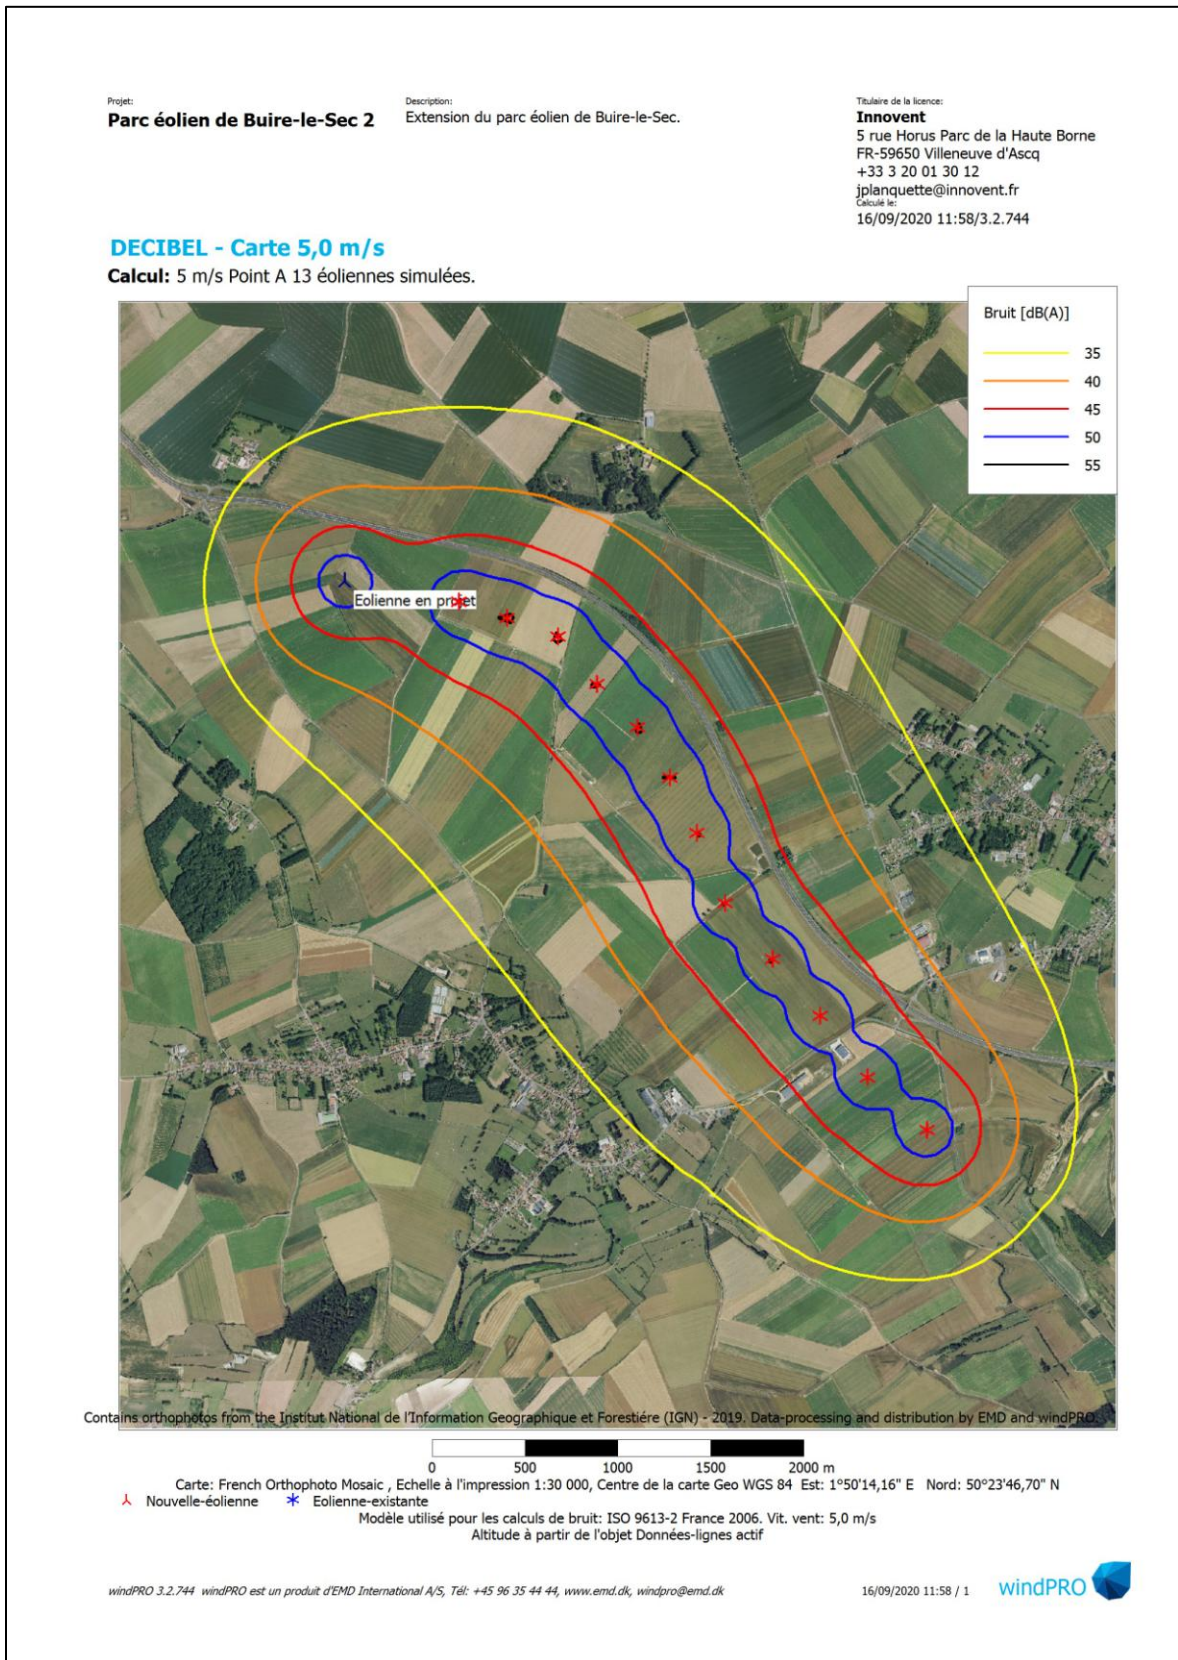 Projet:
Parc éolien de Buire-le-Sec 2
Description:
Extension du parc éolien de Buire-le-Sec.
Titulaire de la licence:
Innovent
5 rue Horus Parc de la Haute Borne
FR-59650 Villeneuve d'Ascq
+33 3 20 01 30 12
jplanquette@innovent.fr
Calculé le:
16/09/2020 11:58/3.2.744
DECIBEL - Carte 5,0 m/s
Calcul: 5 m/s Point A 13 éoliennes simulées.
Bruit [dB(A)]
35
40
45
50
55
Eolienne en projet
Contains orthophotos from the Institut National de l'Information Geographique et Forestiére (IGN) - 2019. Data-processing and distribution by EMD and windPRO.
0 500 1000 1500 2000 m
Carte: French Orthophoto Mosaic , Echelle à l'impression 1:30 000, Centre de la carte Geo WGS 84 Est: 1°50'14,16" E Nord: 50°23'46,70" N
Nouvelle-éolienne Eolienne-existante
Modèle utilisé pour les calculs de bruit: ISO 9613-2 France 2006. Vit. vent: 5,0 m/s
Altitude à partir de l'objet Données-lignes actif
windPRO 3.2.744 windPRO est un produit d'EMD International A/S, Tél: +45 96 35 44 44, www.emd.dk, windpro@emd.dk
16/09/2020 11:58 / 1
windPRO